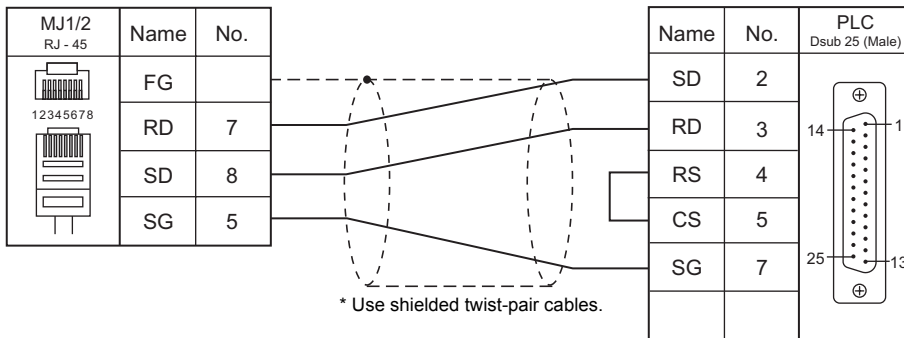 MJ1/2
RJ - 45
Name No.
12345678
FG
RD 7
SD 8
SG 5
* Use shielded twist-pair cables.
Name No.
PLC
Dsub 25 (Male)
SD 2
RD 3
RS 4
CS 5
SG 7
14
1
25
13